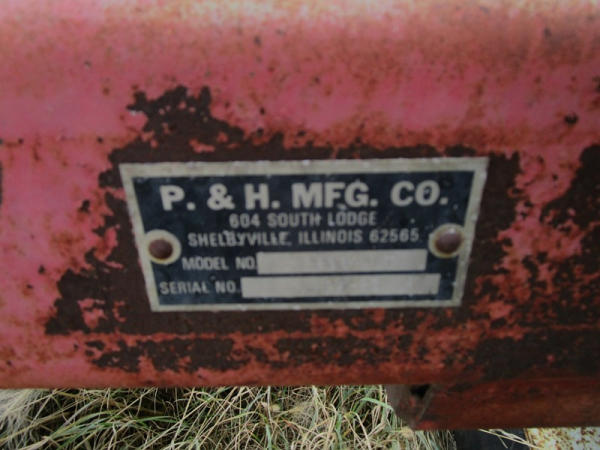 P. & H. MFG. CO.
604 SOUTH LODGE
SHELBYVILLE, ILLINOIS 62565
MODEL NO.
SERIAL NO.